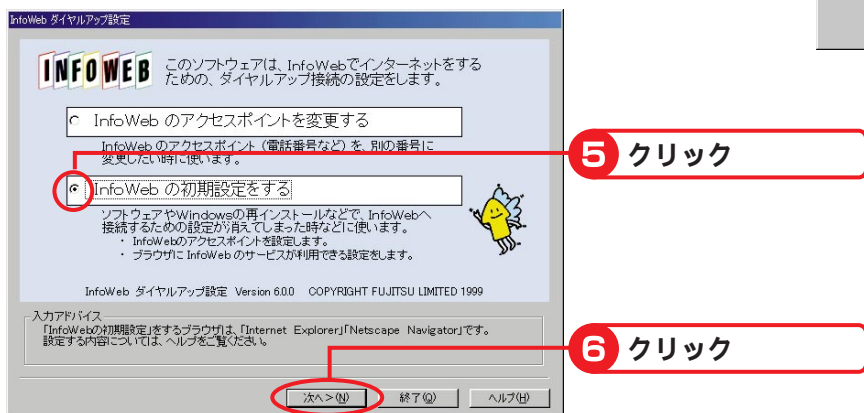 InfoWeb ダイヤルアップ設定
INFOWEB
このソフトウェアは、InfoWebでインターネットをする
ための、ダイヤルアップ接続の設定をします。
InfoWeb のアクセスポイントを変更する
InfoWeb のアクセスポイント（電話番号など）を、別の番号に
変更したい時に使います。
5 クリック
InfoWeb の初期設定をする
ソフトウェアやWindowsの再インストールなどで、InfoWebへ
接続するための設定が消えてしまった時などに使います。
・ InfoWebのアクセスポイントを設定します。
・ ブラウザに InfoWeb のサービスが利用できる設定をします。
InfoWeb ダイヤルアップ設定 Version 6.0.0 COPYRIGHT FUJITSU LIMITED 1999
入力アドバイス
「InfoWebの初期設定」をするブラウザは、「Internet Explorer」「Netscape Navigator」です。
設定する内容については、ヘルプをご覧ください。
6 クリック
次へ＞(N) 終了(Q) ヘルプ(H)